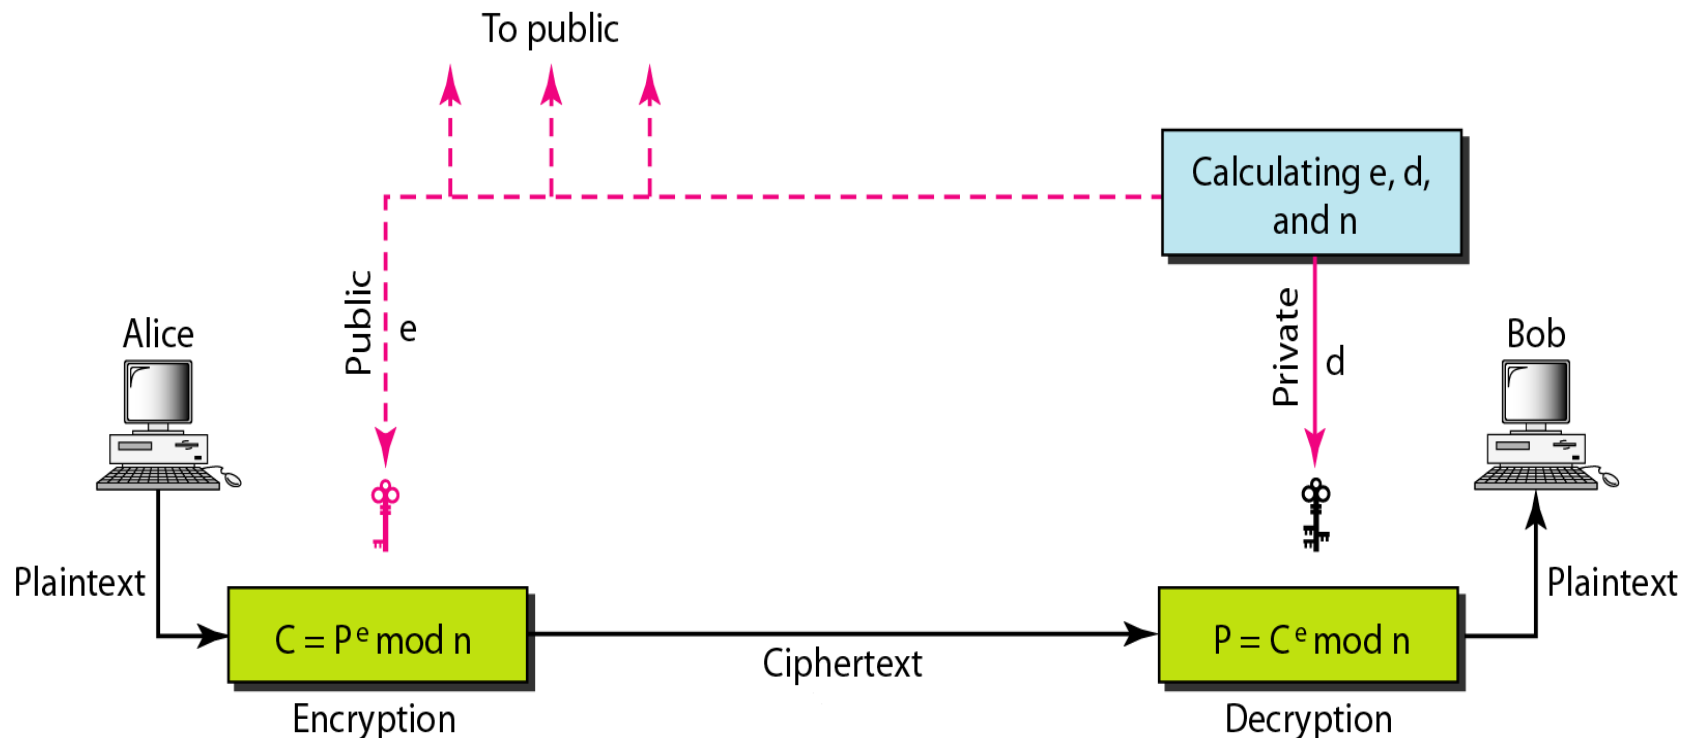 To public
Calculating e, d,
and n
Public
e
Private
d
Alice
Bob
Plaintext
Plaintext
C = Pᵉ mod n
Ciphertext
P = Cᵉ mod n
Encryption
Decryption